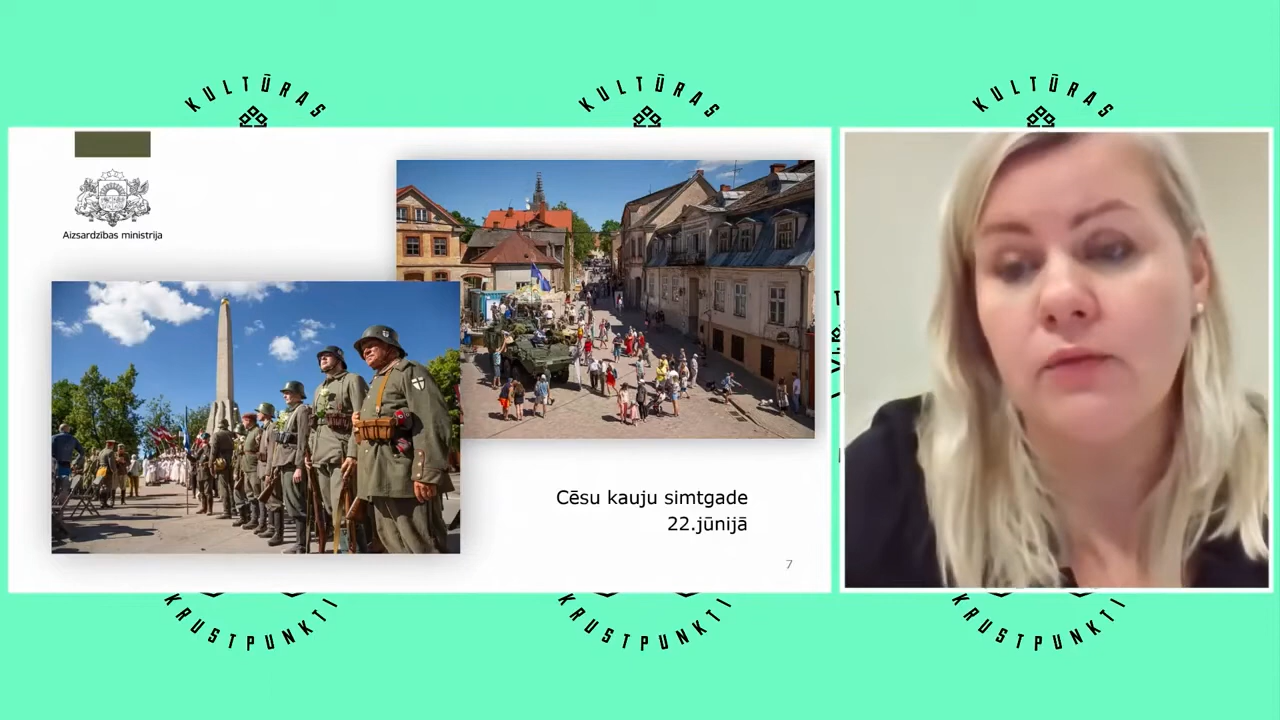 KULTŪRAS
KULTŪRAS
KULTŪRAS
Aizsardzības ministrija
Cēsu kauju simtgade
22.jūnijā
7
KRUSTPUNKTI
KRUSTPUNKTI
KRUSTPUNKTI